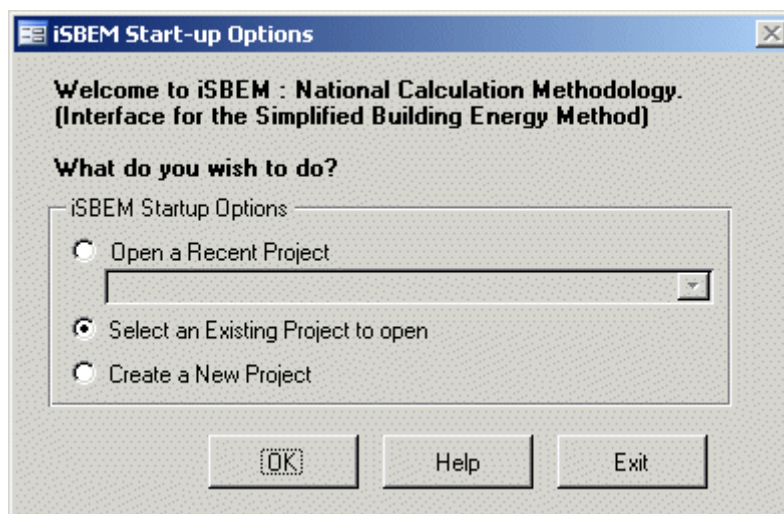 iSBEM Start-up Options
Welcome to iSBEM : National Calculation Methodology.
(Interface for the Simplified Building Energy Method)
What do you wish to do?
iSBEM Startup Options
Open a Recent Project
Select an Existing Project to open
Create a New Project
OK Help Exit